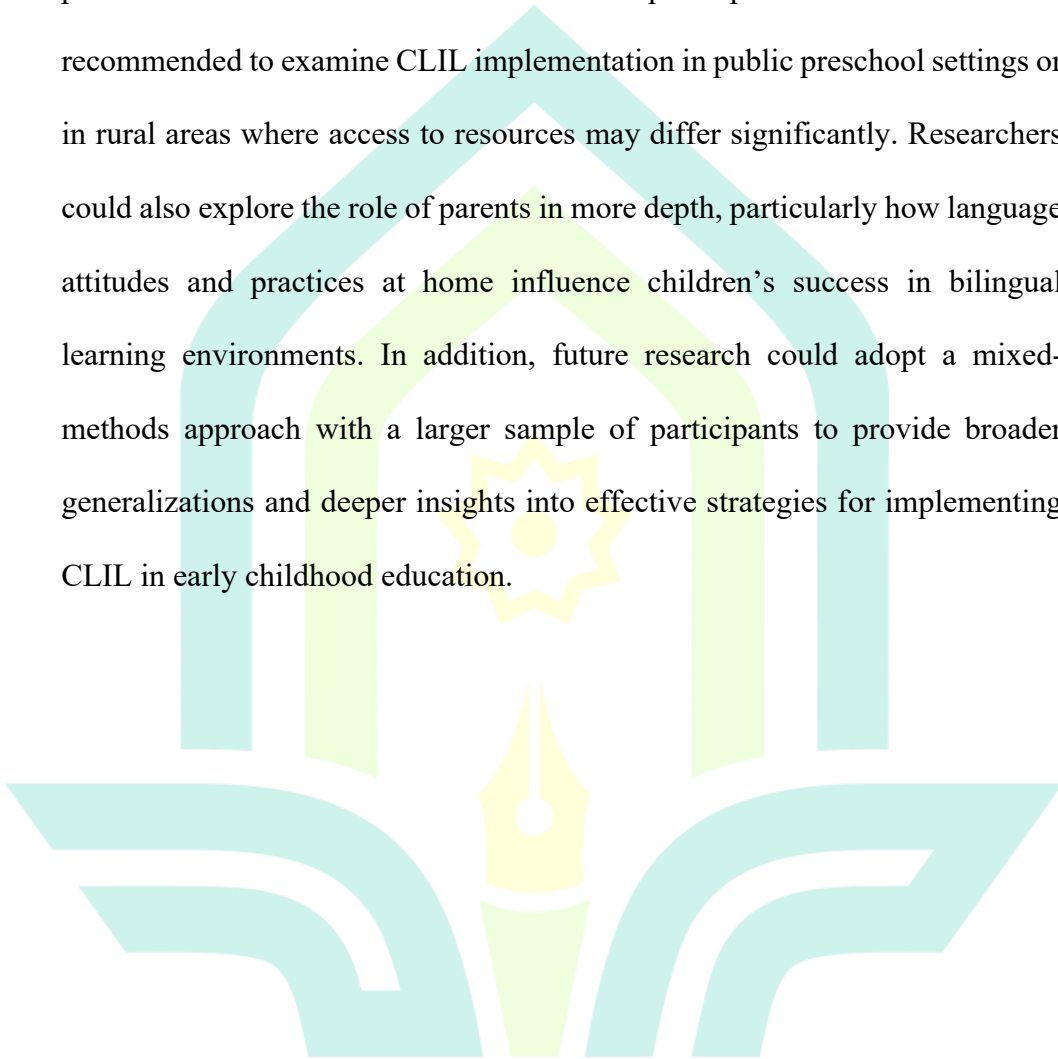 recommended to examine CLIL implementation in public preschool settings or
in rural areas where access to resources may differ significantly. Researchers
could also explore the role of parents in more depth, particularly how language
attitudes and practices at home influence children’s success in bilingual
learning environments. In addition, future research could adopt a mixed-
methods approach with a larger sample of participants to provide broader
generalizations and deeper insights into effective strategies for implementing
CLIL in early childhood education.